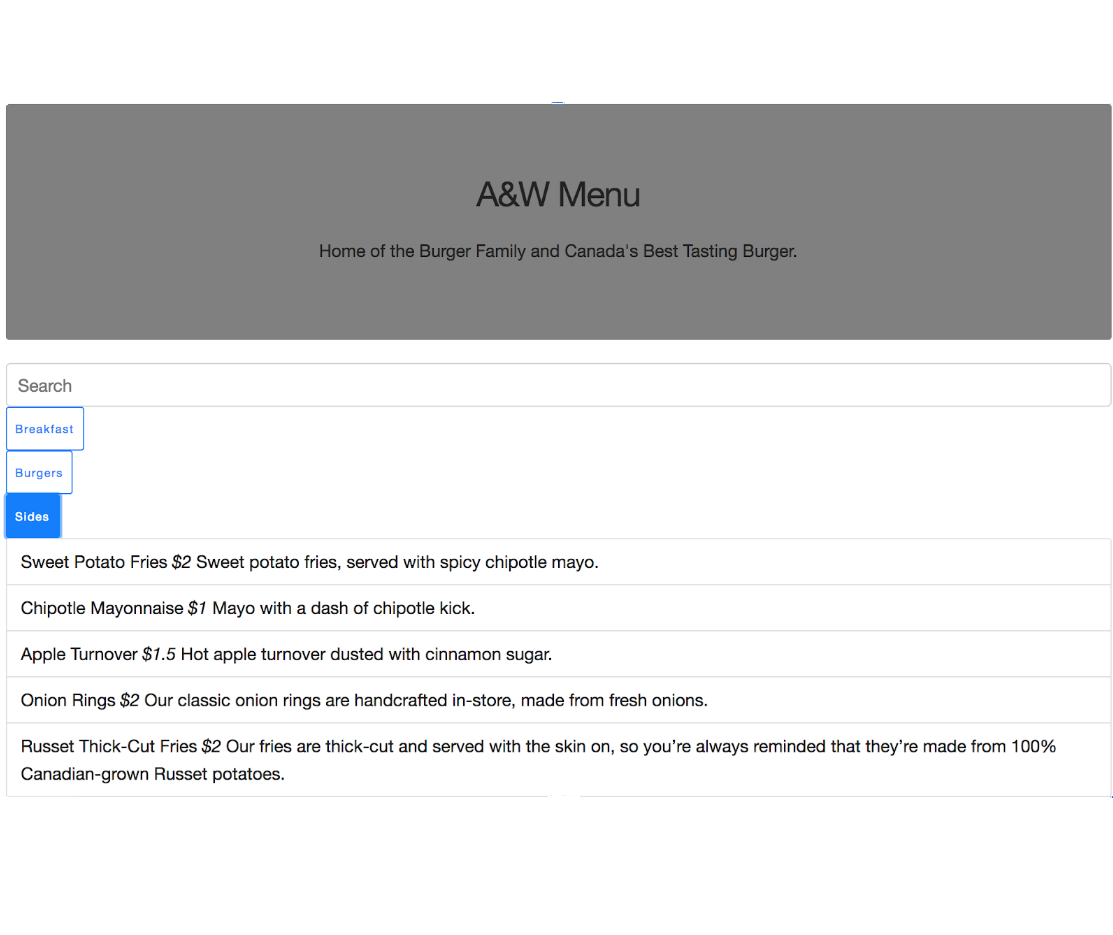 A&W Menu
Home of the Burger Family and Canada's Best Tasting Burger.
Search
Breakfast
Burgers
Sides
Sweet Potato Fries $2 Sweet potato fries, served with spicy chipotle mayo.
Chipotle Mayonnaise $1 Mayo with a dash of chipotle kick.
Apple Turnover $1.5 Hot apple turnover dusted with cinnamon sugar.
Onion Rings $2 Our classic onion rings are handcrafted in-store, made from fresh onions.
Russet Thick-Cut Fries $2 Our fries are thick-cut and served with the skin on, so you’re always reminded that they’re made from 100%
Canadian-grown Russet potatoes.